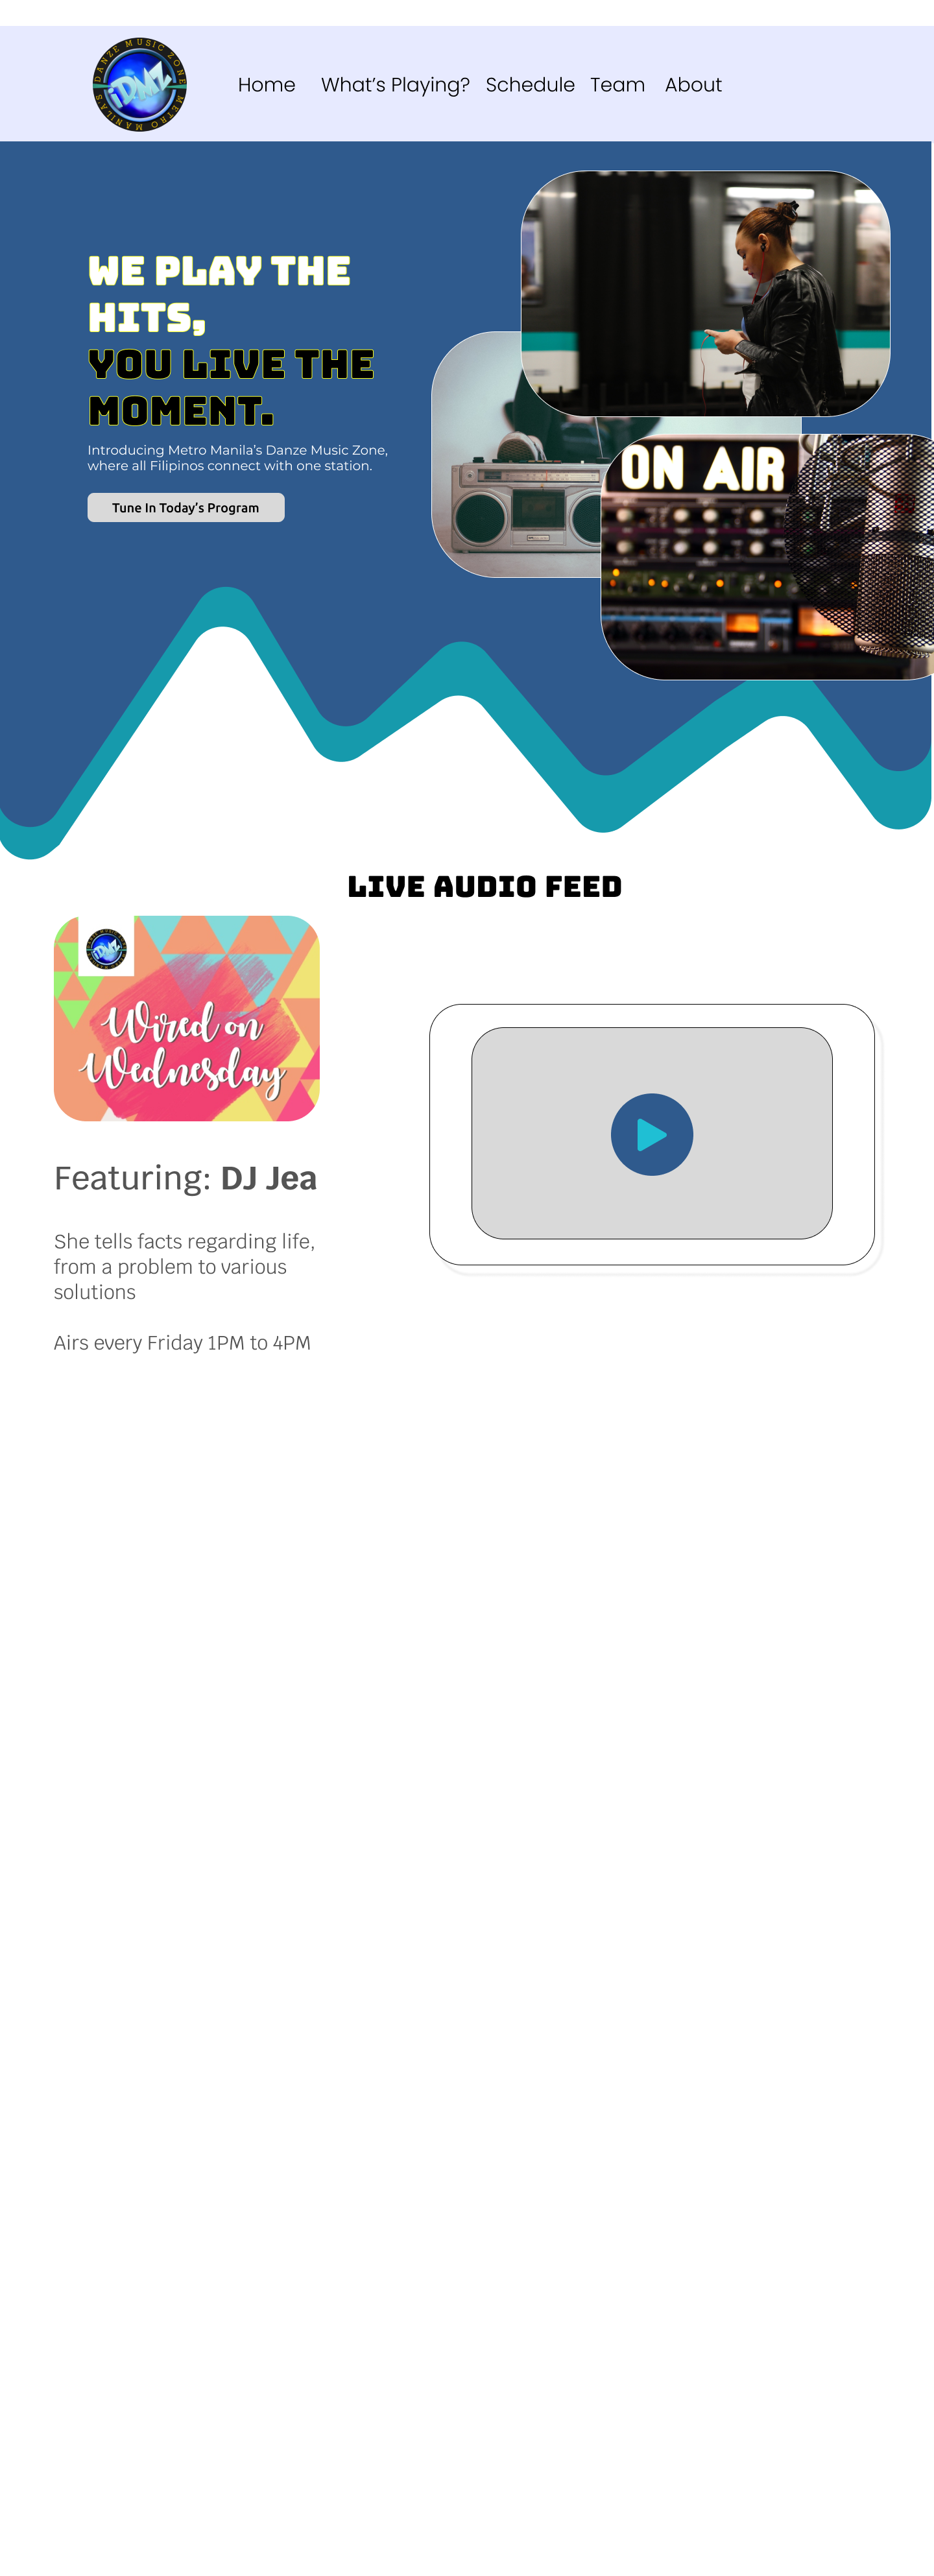 DANZE MUSIC ZONE
iDMZ
METRO MANILA'S
Home What's Playing? Schedule Team About
WE PLAY THE
HITS,
YOU LIVE THE
MOMENT.
Introducing Metro Manila's Danze Music Zone,
where all Filipinos connect with one station.
Tune In Today's Program
ON AIR
LIVE AUDIO FEED
iDMZ
Wired on
Wednesday
Featuring: DJ Jea
She tells facts regarding life,
from a problem to various
solutions
Airs every Friday 1PM to 4PM